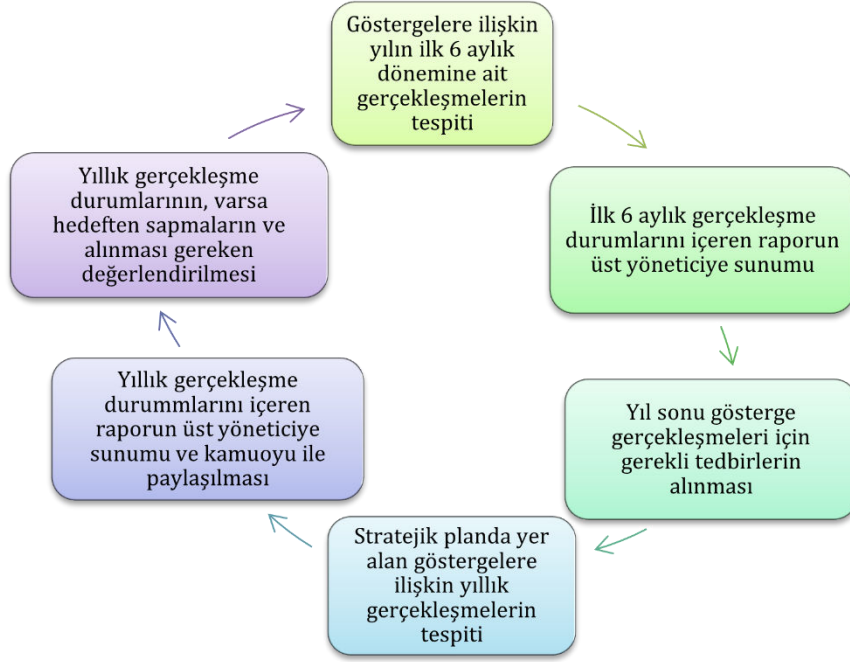 Göstergelere ilişkin
yılın ilk 6 aylık
dönemine ait
gerçekleşmelerin
tespiti
İlk 6 aylık gerçekleşme
durumlarını içeren raporun
üst yöneticiye sunumu
Yıl sonu gösterge
gerçekleşmeleri için
gerekli tedbirlerin
alınması
Stratejik planda yer
alan göstergelere
ilişkin yıllık
gerçekleşmelerin
tespiti
Yıllık gerçekleşme
durummlarını içeren
raporun üst yöneticiye
sunumu ve kamuoyu ile
paylaşılması
Yıllık gerçekleşme
durumlarının, varsa
hedeften sapmaların ve
alınması gereken
değerlendirilmesi